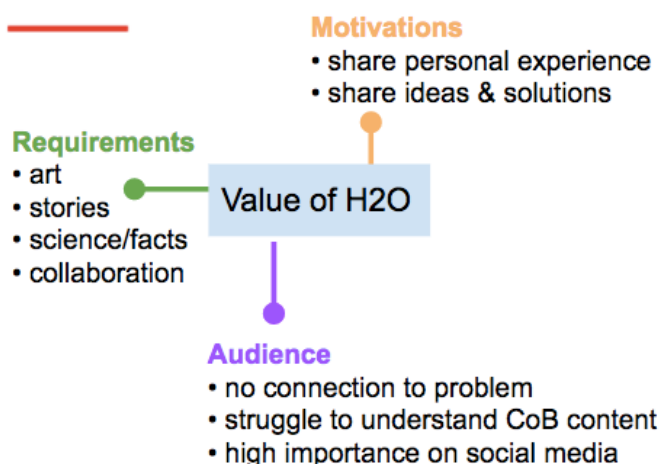 Motivations
• share personal experience
• share ideas & solutions
Requirements
• art
• stories
• science/facts
• collaboration
Value of H2O
Audience
• no connection to problem
• struggle to understand CoB content
• high importance on social media